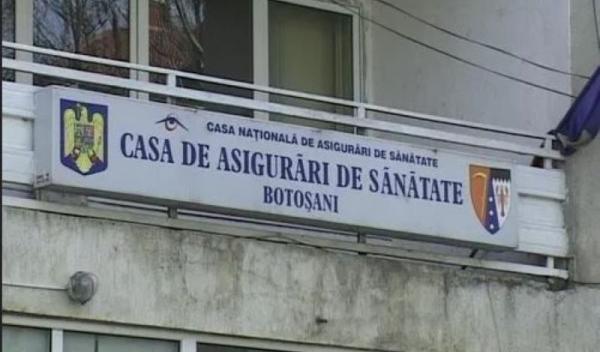 CASA NAȚIONALĂ DE ASIGURĂRI DE SĂNĂTATE
CASA DE ASIGURĂRI DE SĂNĂTATE
BOTOȘANI